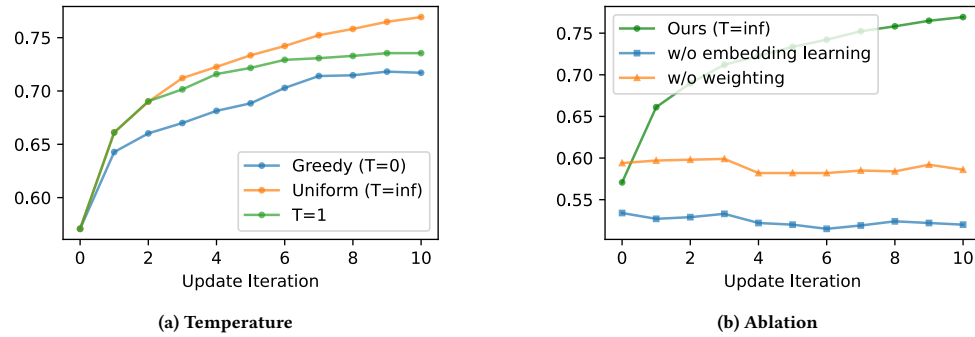 0.75
0.70
0.65
0.60
0 2 4 6 8 10
Update Iteration
Greedy (T=0)
Uniform (T=inf)
T=1
(a) Temperature
0.75
0.70
0.65
0.60
0.55
0 2 4 6 8 10
Update Iteration
Ours (T=inf)
w/o embedding learning
w/o weighting
(b) Ablation